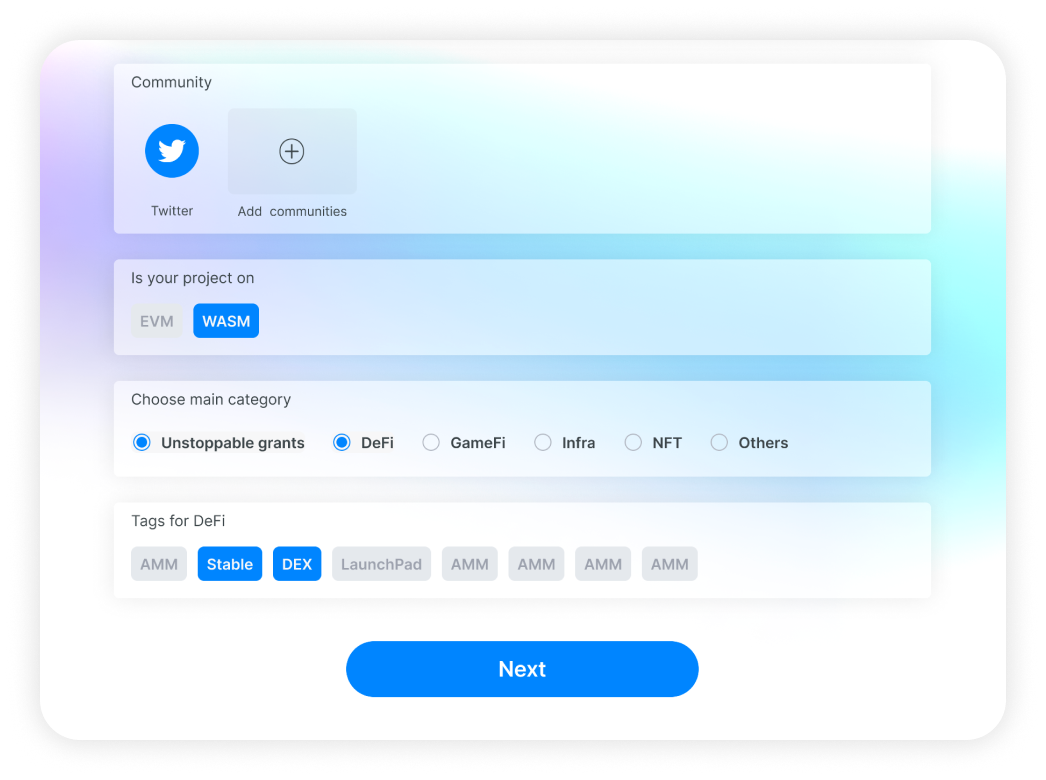 Community
Twitter Add communities
Is your project on
EVM WASM
Choose main category
Unstoppable grants DeFi GameFi Infra NFT Others
Tags for DeFi
AMM Stable DEX LaunchPad AMM AMM AMM AMM
Next